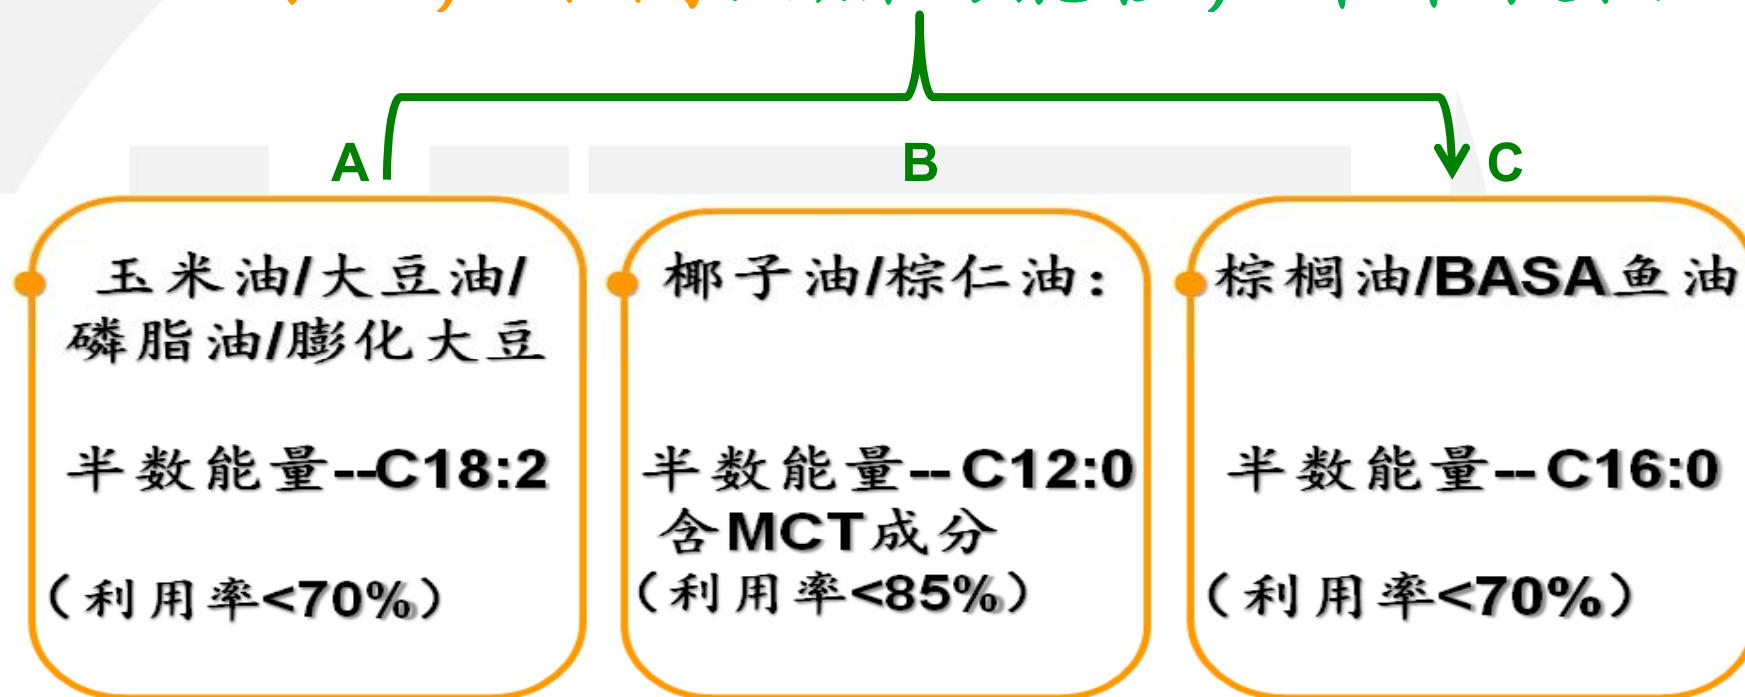 A
B
C
玉米油/大豆油/
磷脂油/膨化大豆
半数能量--C18:2
（利用率<70%）
椰子油/棕仁油：
半数能量--C12:0
含MCT成分
（利用率<85%）
棕榈油/BASA鱼油
半数能量--C16:0
（利用率<70%）